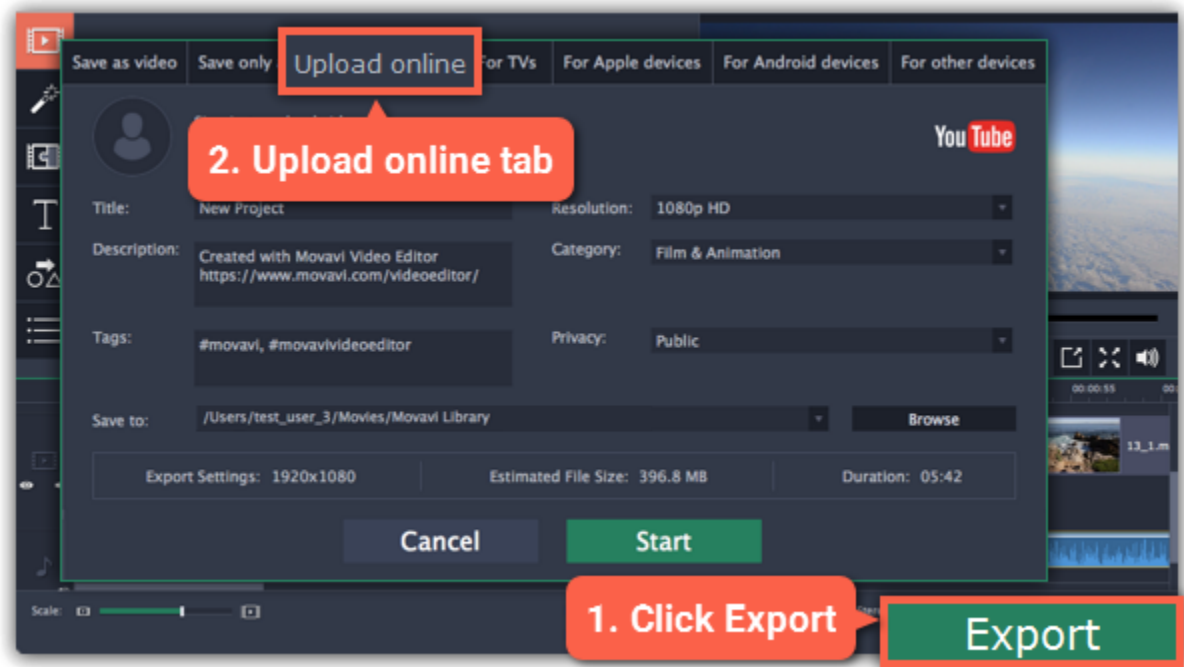 Save as video
Save only
Upload online
For TVs
For Apple devices
For Android devices
For other devices
2. Upload online tab
YouTube
Title:
New Project
Resolution:
1080p HD
Description:
Created with Movavi Video Editor
https://www.movavi.com/videoeditor/
Category:
Film & Animation
Tags:
#movavi, #movavivideoeditor
Privacy:
Public
Save to:
/Users/test_user_3/Movies/Movavi Library
Browse
Export Settings: 1920x1080
Estimated File Size: 396.8 MB
Duration: 05:42
Cancel
Start
00:00:55
13_1.m
Scale:
1. Click Export
Export